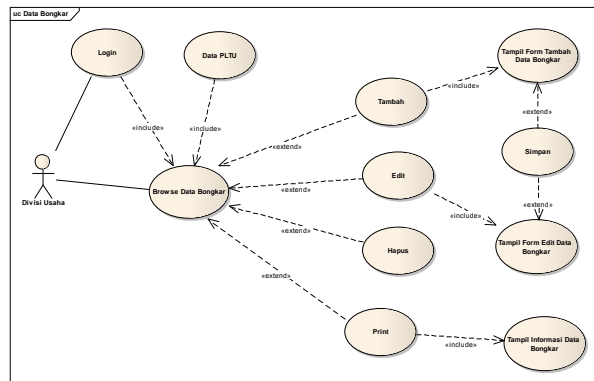 uc Data Bongkar
Login
Data PLTU
Tampil Form Tambah
Data Bongkar
Tambah
«include»
«extend»
«include»
«include»
«extend»
Simpan
Divisi Usaha
Browse Data Bongkar
Edit
«extend»
«include»
«extend»
«extend»
Hapus
Tampil Form Edit Data
Bongkar
«extend»
Print
«include»
Tampil Informasi Data
Bongkar